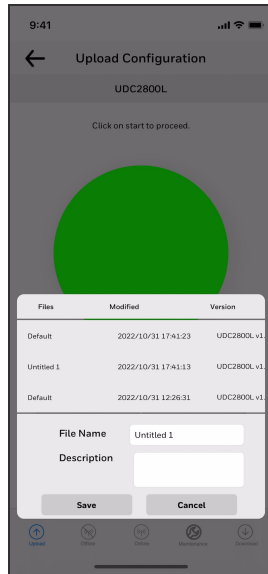 9:41
Upload Configuration
UDC2800L
Click on start to proceed.
Files Modified Version
Default 2022/10/31 17:41:23 UDC2800L v1.
Untitled 1 2022/10/31 17:41:13 UDC2800L v1.
Default 2022/10/31 12:26:31 UDC2800L v1.
File Name Untitled 1
Description
Save Cancel
Upload Offline Online Maintenance Download